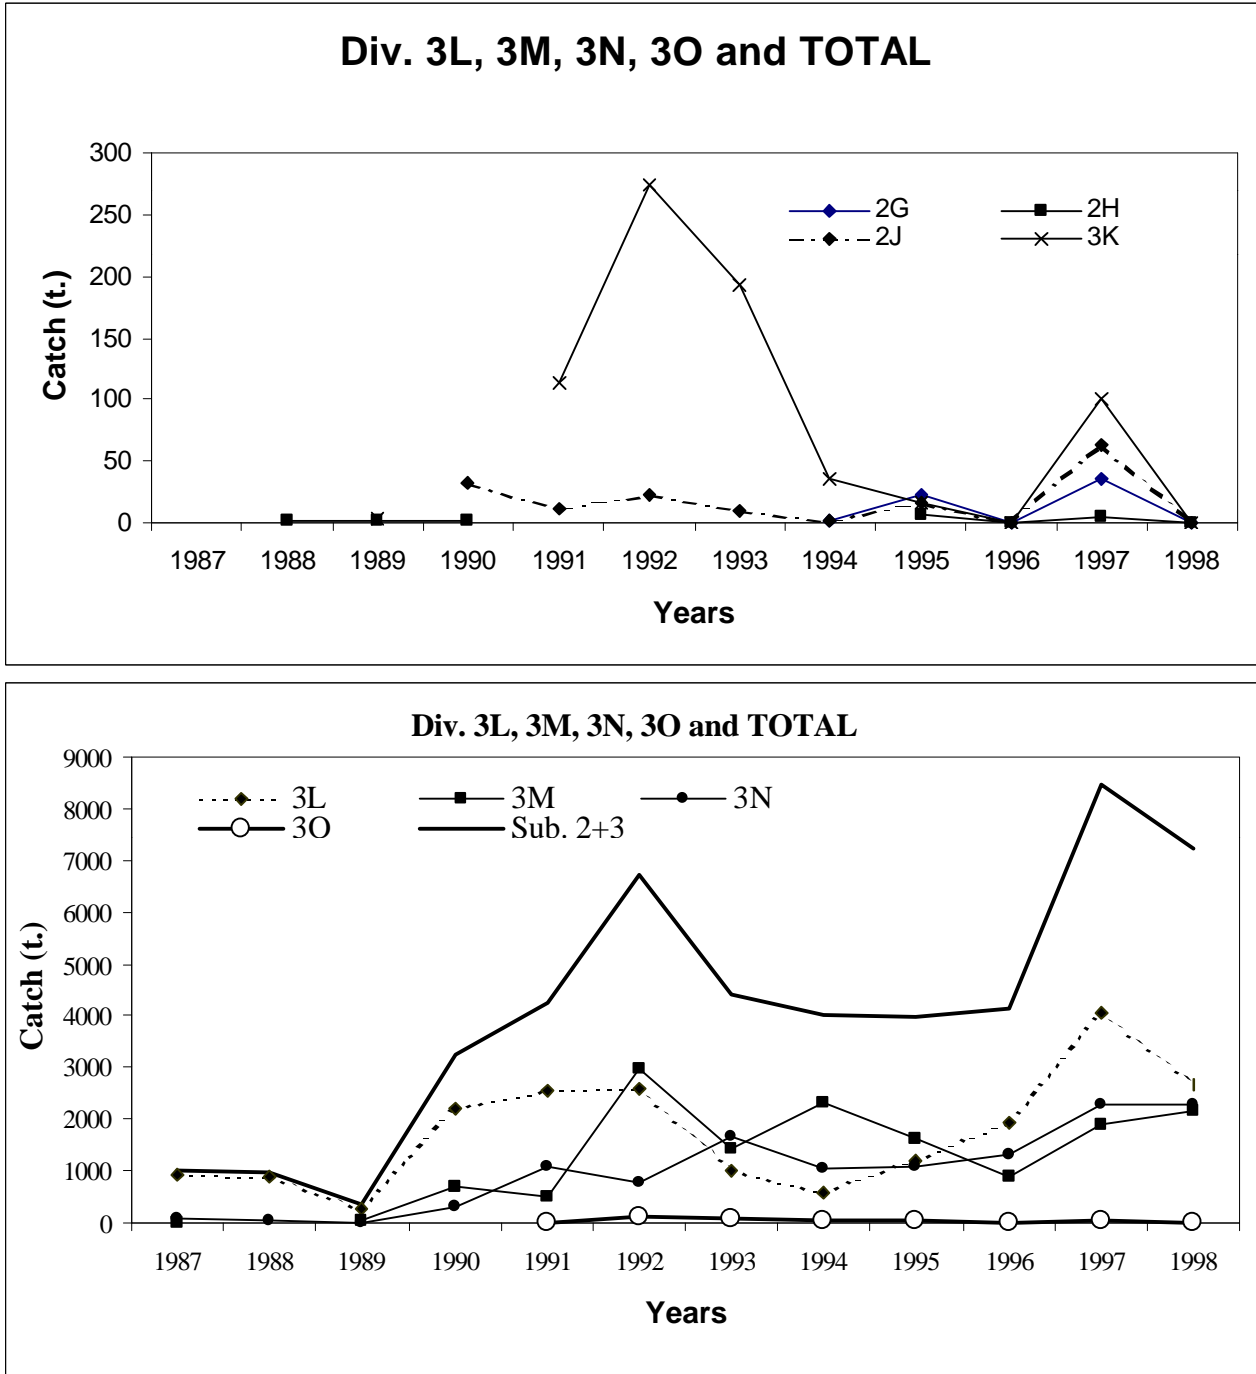 Div. 3L, 3M, 3N, 3O and TOTAL
300
250
200
150
100
50
0
Catch (t.)
2G 2H
2J 3K
1987 1988 1989 1990 1991 1992 1993 1994 1995 1996 1997 1998
Years
Div. 3L, 3M, 3N, 3O and TOTAL
9000
8000
7000
6000
5000
4000
3000
2000
1000
0
Catch (t.)
3L 3M 3N
3O Sub. 2+3
1987 1988 1989 1990 1991 1992 1993 1994 1995 1996 1997 1998
Years